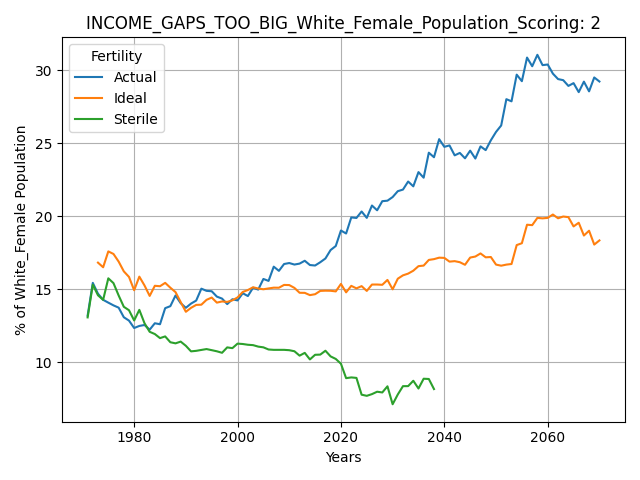 INCOME_GAPS_TOO_BIG_White_Female_Population_Scoring: 2
Fertility
Actual
Ideal
Sterile
% of White_Female Population
30
25
20
15
10
1980
2000
2020
2040
2060
Years